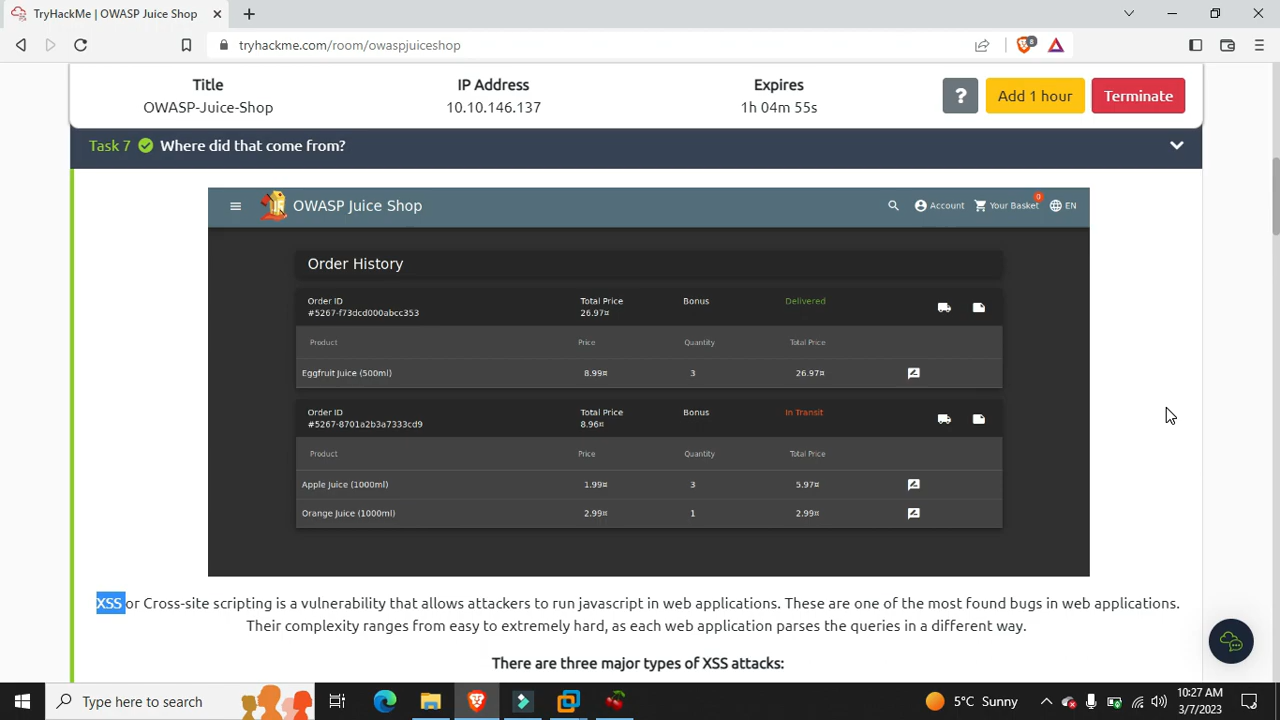 TryHackMe | OWASP Juice Shop
tryhackme.com/room/owaspjuiceshop
8
Title
IP Address
Expires
OWASP-Juice-Shop
10.10.146.137
1h 04m 55s
?
Add 1 hour
Terminate
Task 7 Where did that come from?
OWASP Juice Shop
Account
Your Basket
0
EN
Order History
Order ID
Total Price
Bonus
Delivered
#5267-f73dcd000abcc353
26.97¤
Product
Price
Quantity
Total Price
Eggfruit Juice (500ml)
8.99¤
3
26.97¤
Order ID
Total Price
Bonus
In Transit
#5267-8701a2b3a7333cd9
8.96¤
Product
Price
Quantity
Total Price
Apple Juice (1000ml)
1.99¤
3
5.97¤
Orange Juice (1000ml)
2.99¤
1
2.99¤
XSS or Cross-site scripting is a vulnerability that allows attackers to run javascript in web applications. These are one of the most found bugs in web applications.
Their complexity ranges from easy to extremely hard, as each web application parses the queries in a different way.
There are three major types of XSS attacks:
Type here to search
5°C Sunny
10:27 AM
3/7/2023